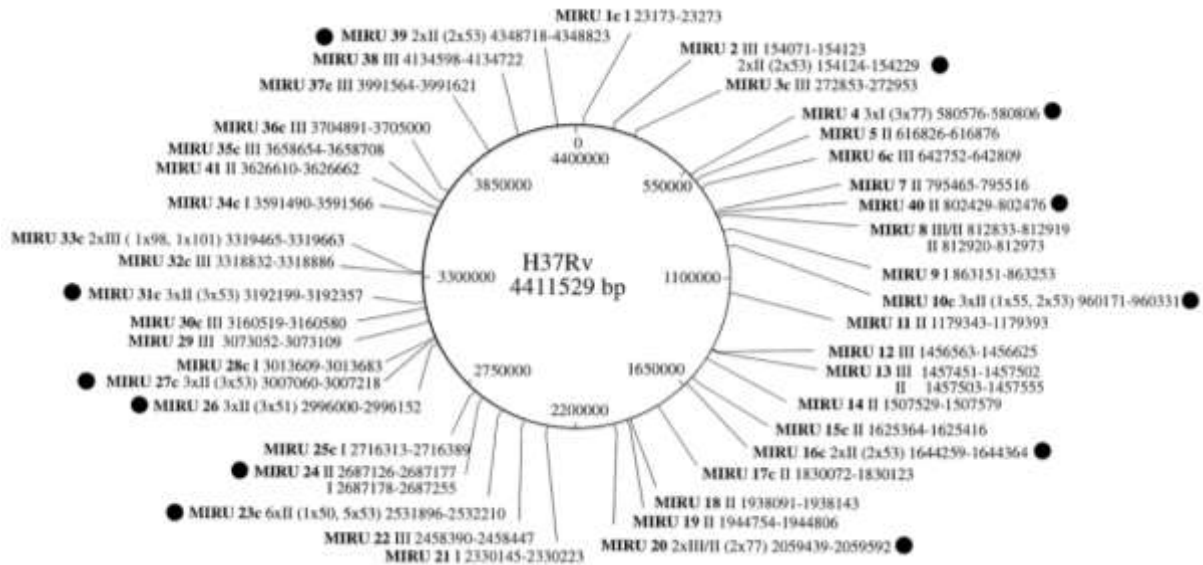 MIRU 1c I 23173-23273
MIRU 39 2xII (2x53) 4348718-4348823
MIRU 38 III 4134598-4134722
MIRU 37c III 3991564-3991621
MIRU 36c III 3704891-3705000
MIRU 35c III 3658654-3658708
MIRU 41 II 3626610-3626662
MIRU 34c I 3591490-3591566
MIRU 33c 2xIII ( 1x98, 1x101) 3319465-3319663
MIRU 32c III 3318832-3318886
MIRU 31c 3xII (3x53) 3192199-3192357
MIRU 30c III 3160519-3160580
MIRU 29 III 3073052-3073109
MIRU 28c I 3013609-3013683
MIRU 27c 3xII (3x53) 3007060-3007218
MIRU 26 3xII (3x51) 2996000-2996152
MIRU 25c I 2716313-2716389
MIRU 24 II 2687126-2687177
I 2687178-2687255
MIRU 23c 6xII (1x50, 5x53) 2531896-2532210
MIRU 22 III 2458390-2458447
MIRU 21 I 2330145-2330223
0
4400000
550000
1100000
1650000
2200000
2750000
3300000
3850000
H37Rv
4411529 bp
MIRU 2 III 154071-154123
2xII (2x53) 154124-154229
MIRU 3c III 272853-272953
MIRU 4 3xI (3x77) 580576-580806
MIRU 5 II 616826-616876
MIRU 6c III 642752-642809
MIRU 7 II 795465-795516
MIRU 40 II 802429-802476
MIRU 8 III/II 812833-812919
II 812920-812973
MIRU 9 I 863151-863253
MIRU 10c 3xII (1x55, 2x53) 960171-960331
MIRU 11 II 1179343-1179393
MIRU 12 III 1456563-1456625
MIRU 13 III 1457451-1457502
II 1457503-1457555
MIRU 14 II 1507529-1507579
MIRU 15c II 1625364-1625416
MIRU 16c 2xII (2x53) 1644259-1644364
MIRU 17c II 1830072-1830123
MIRU 18 II 1938091-1938143
MIRU 19 II 1944754-1944806
MIRU 20 2xIII/II (2x77) 2059439-2059592